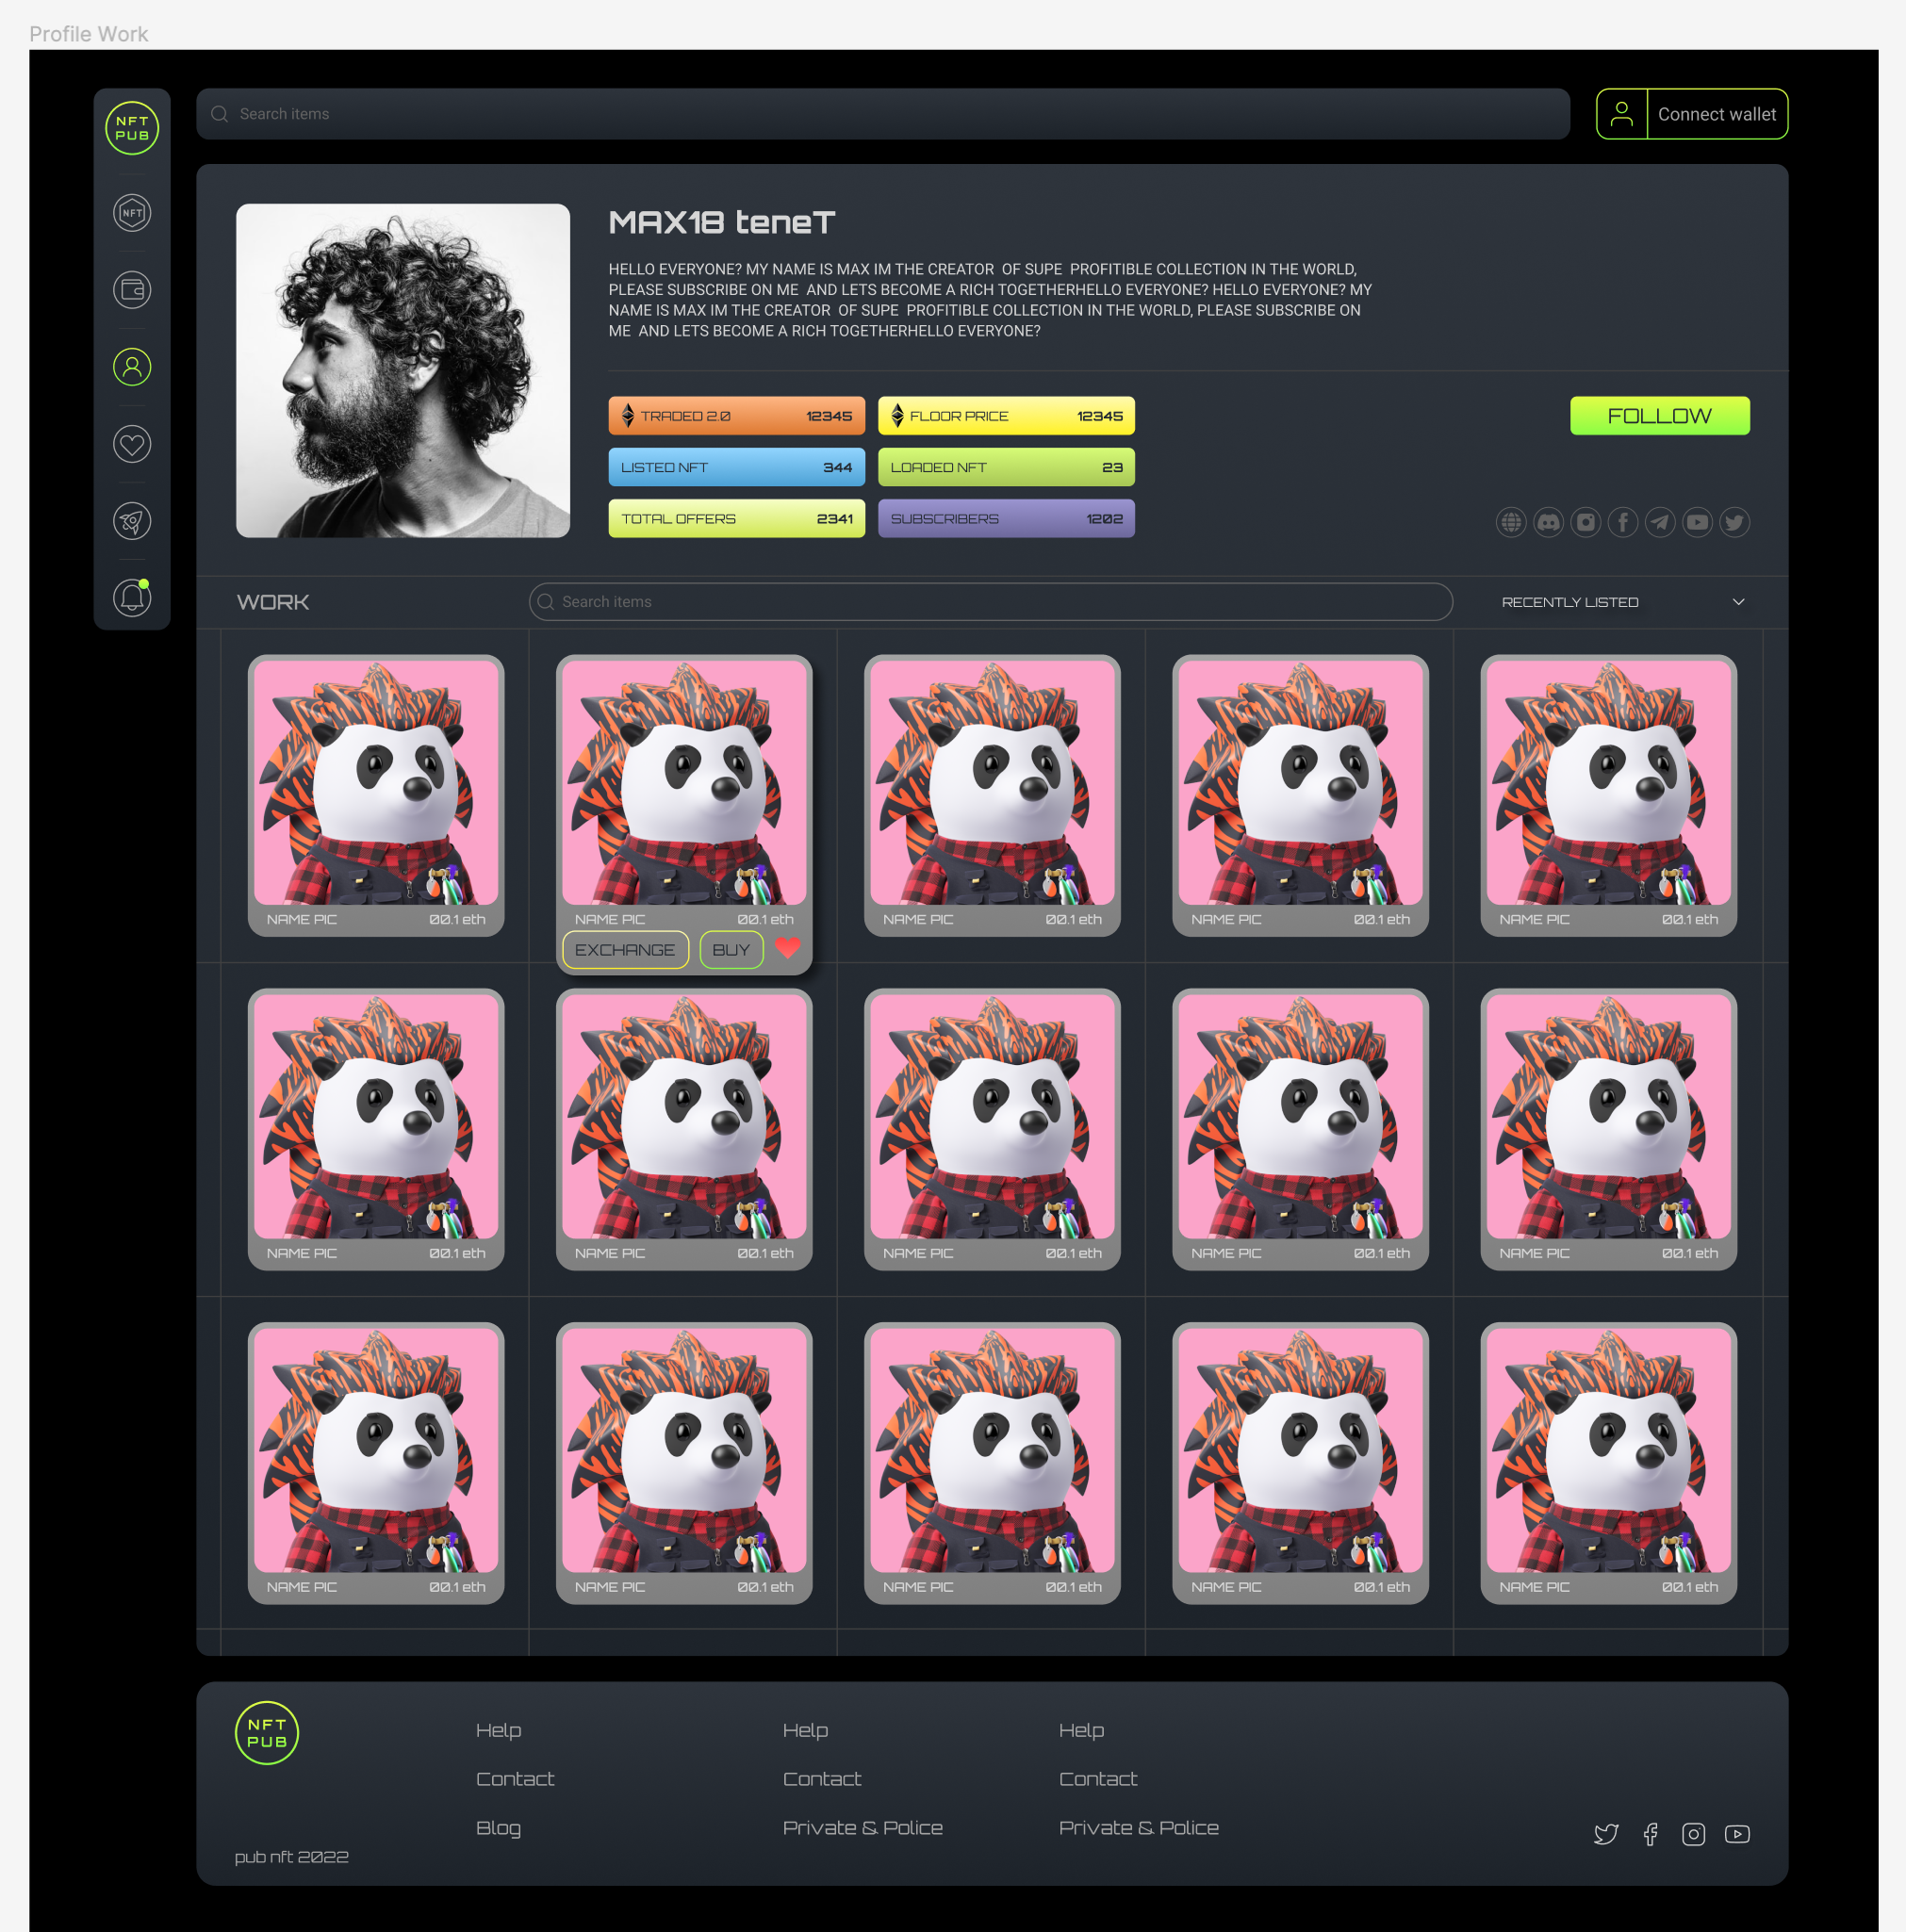 Profile Work
NFT
PUB
Search items
Connect wallet
NFT
MAX18 teneT
HELLO EVERYONE? MY NAME IS MAX IM THE CREATOR  OF SUPE  PROFITIBLE COLLECTION IN THE WORLD,
PLEASE SUBSCRIBE ON ME  AND LETS BECOME A RICH TOGETHERHELLO EVERYONE? HELLO EVERYONE? MY
NAME IS MAX IM THE CREATOR  OF SUPE  PROFITIBLE COLLECTION IN THE WORLD, PLEASE SUBSCRIBE ON
ME  AND LETS BECOME A RICH TOGETHERHELLO EVERYONE?
TRADED 2.0 12345 FLOOR PRICE 12345 FOLLOW
LISTED NFT 344 LOADED NFT 23
TOTAL OFFERS 2341 SUBSCRIBERS 1202
WORK Search items RECENTLY LISTED
NAME PIC 00.1 eth NAME PIC 00.1 eth NAME PIC 00.1 eth NAME PIC 00.1 eth NAME PIC 00.1 eth
EXCHANGE BUY
NAME PIC 00.1 eth NAME PIC 00.1 eth NAME PIC 00.1 eth NAME PIC 00.1 eth NAME PIC 00.1 eth
NAME PIC 00.1 eth NAME PIC 00.1 eth NAME PIC 00.1 eth NAME PIC 00.1 eth NAME PIC 00.1 eth
NFT
PUB
Help Help Help
Contact Contact Contact
Blog Private & Police Private & Police
pub nft 2022